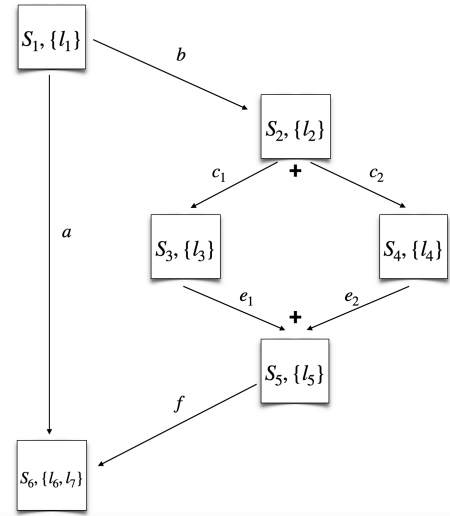 S₁, {l₁}
b
S₂, {l₂}
+
c₁
c₂
a
S₃, {l₃}
S₄, {l₄}
e₁
+
e₂
S₅, {l₅}
f
S₆, {l₆, l₇}